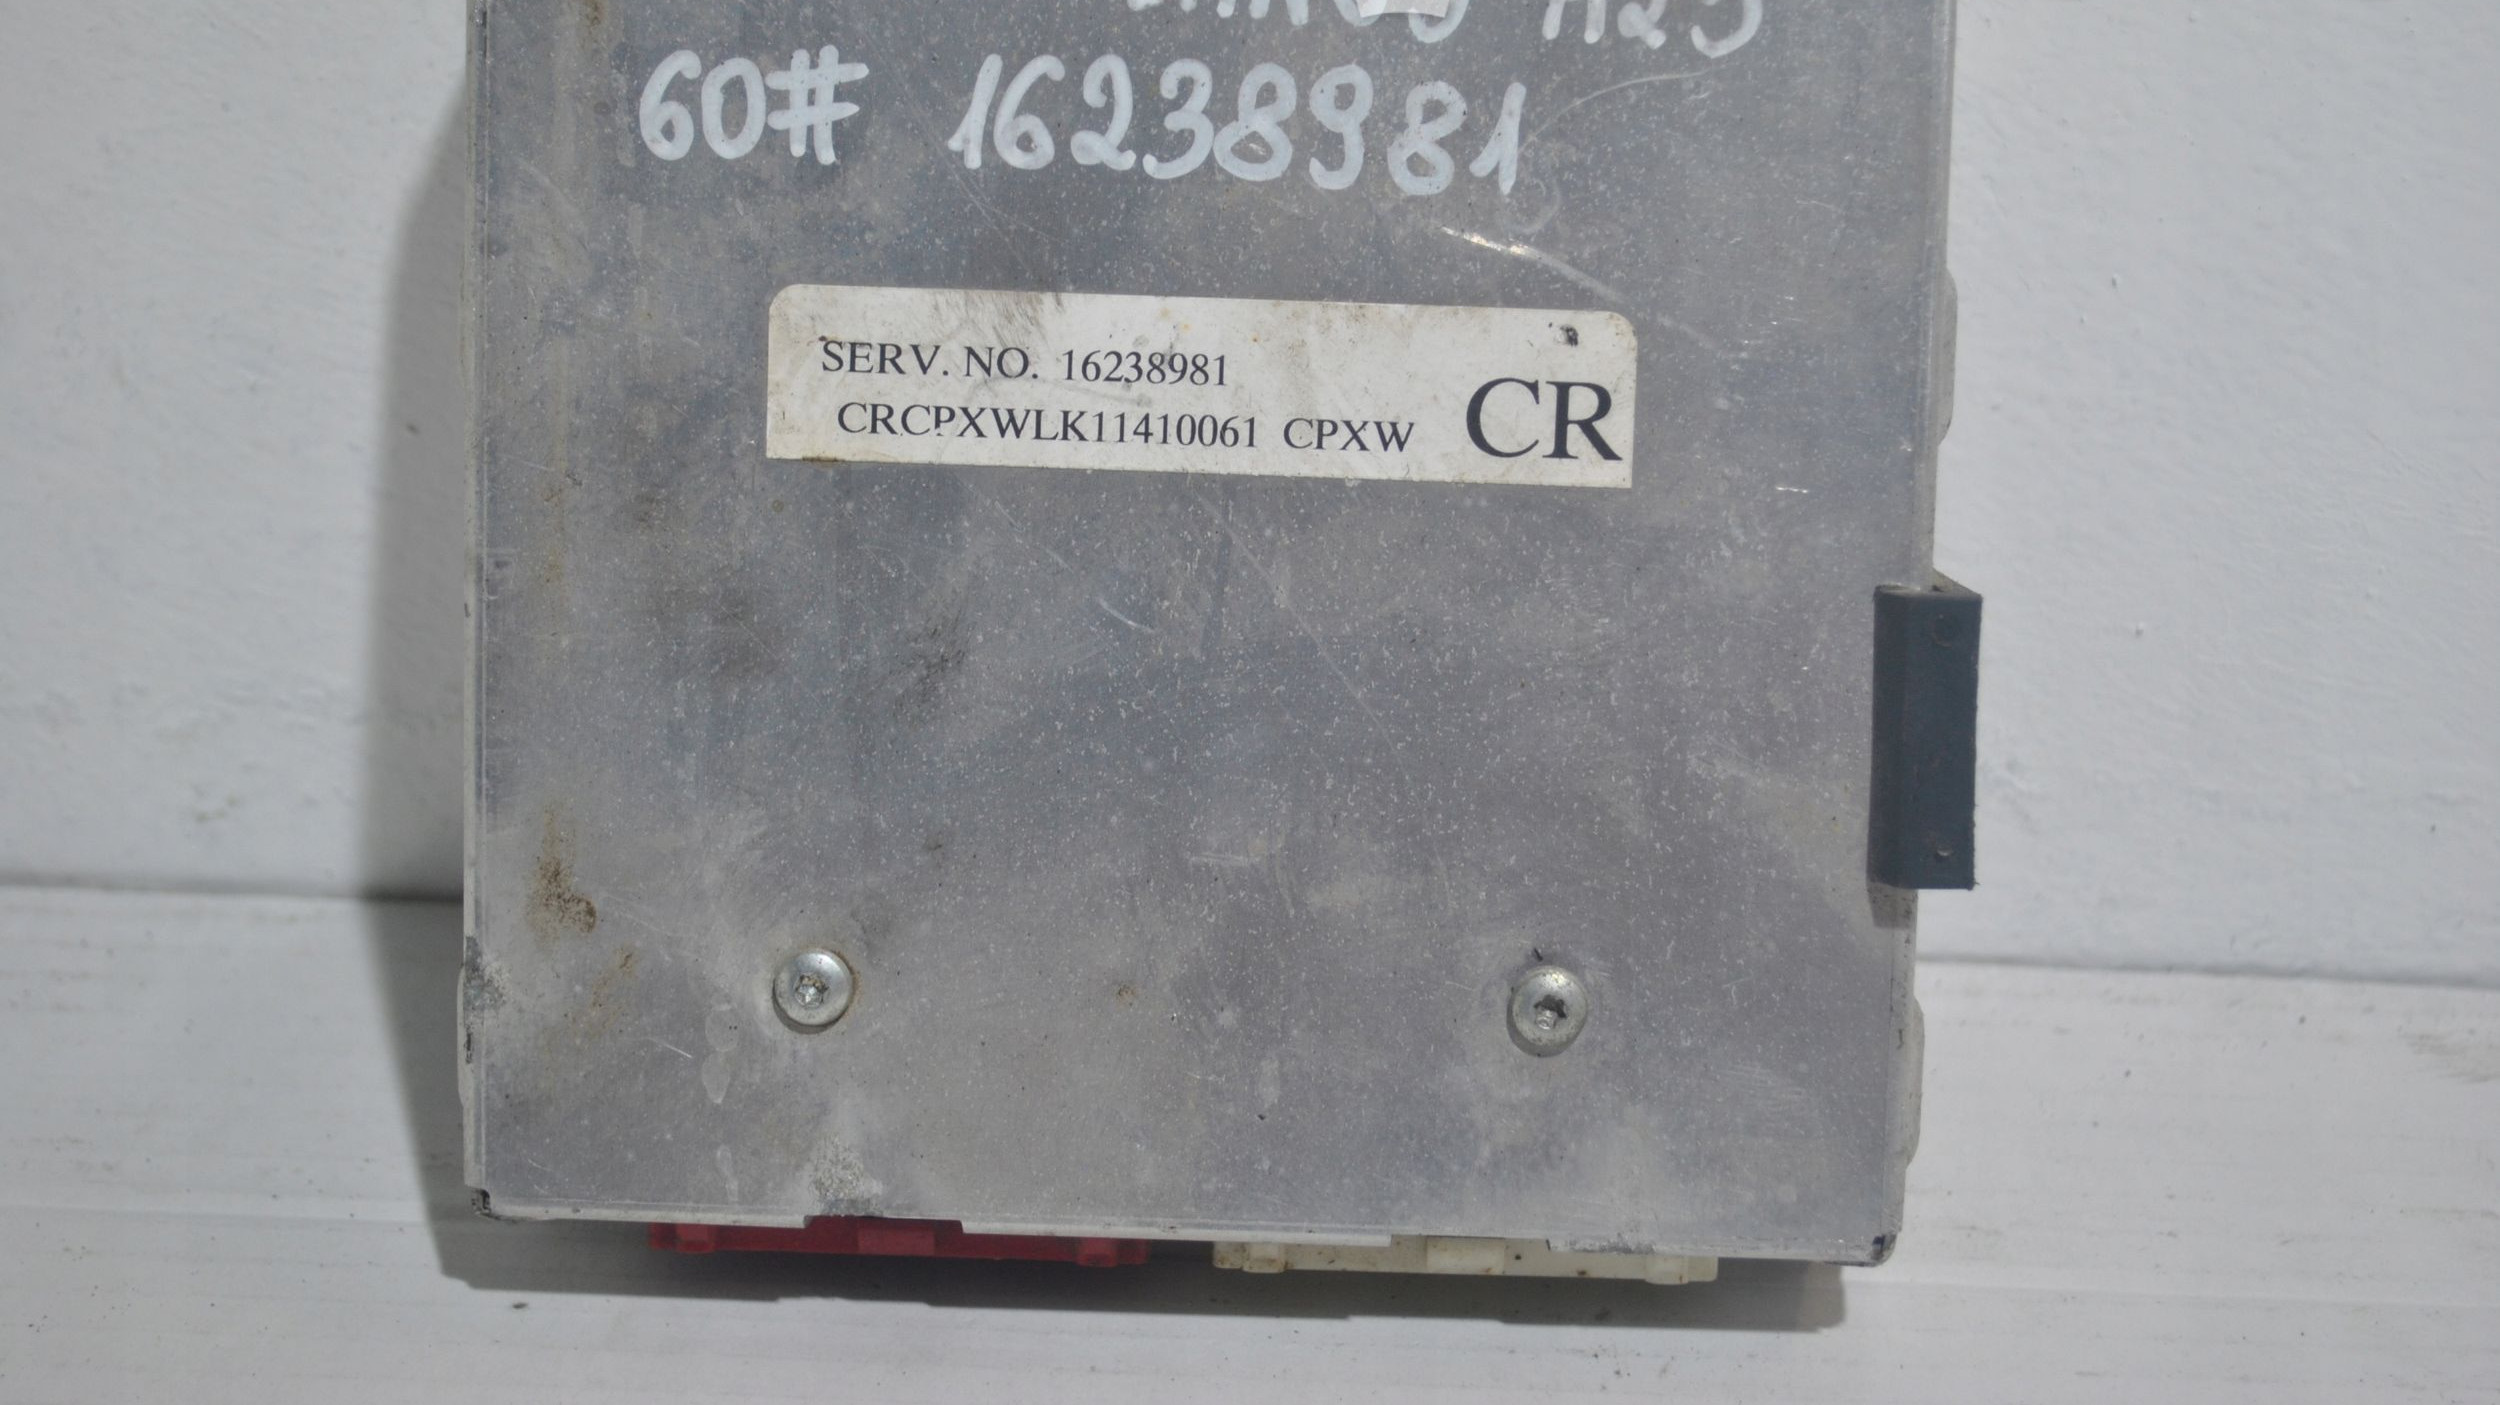 60# 16238981
SERV. NO. 16238981
CRCPXWLK11410061 CPXW
CR